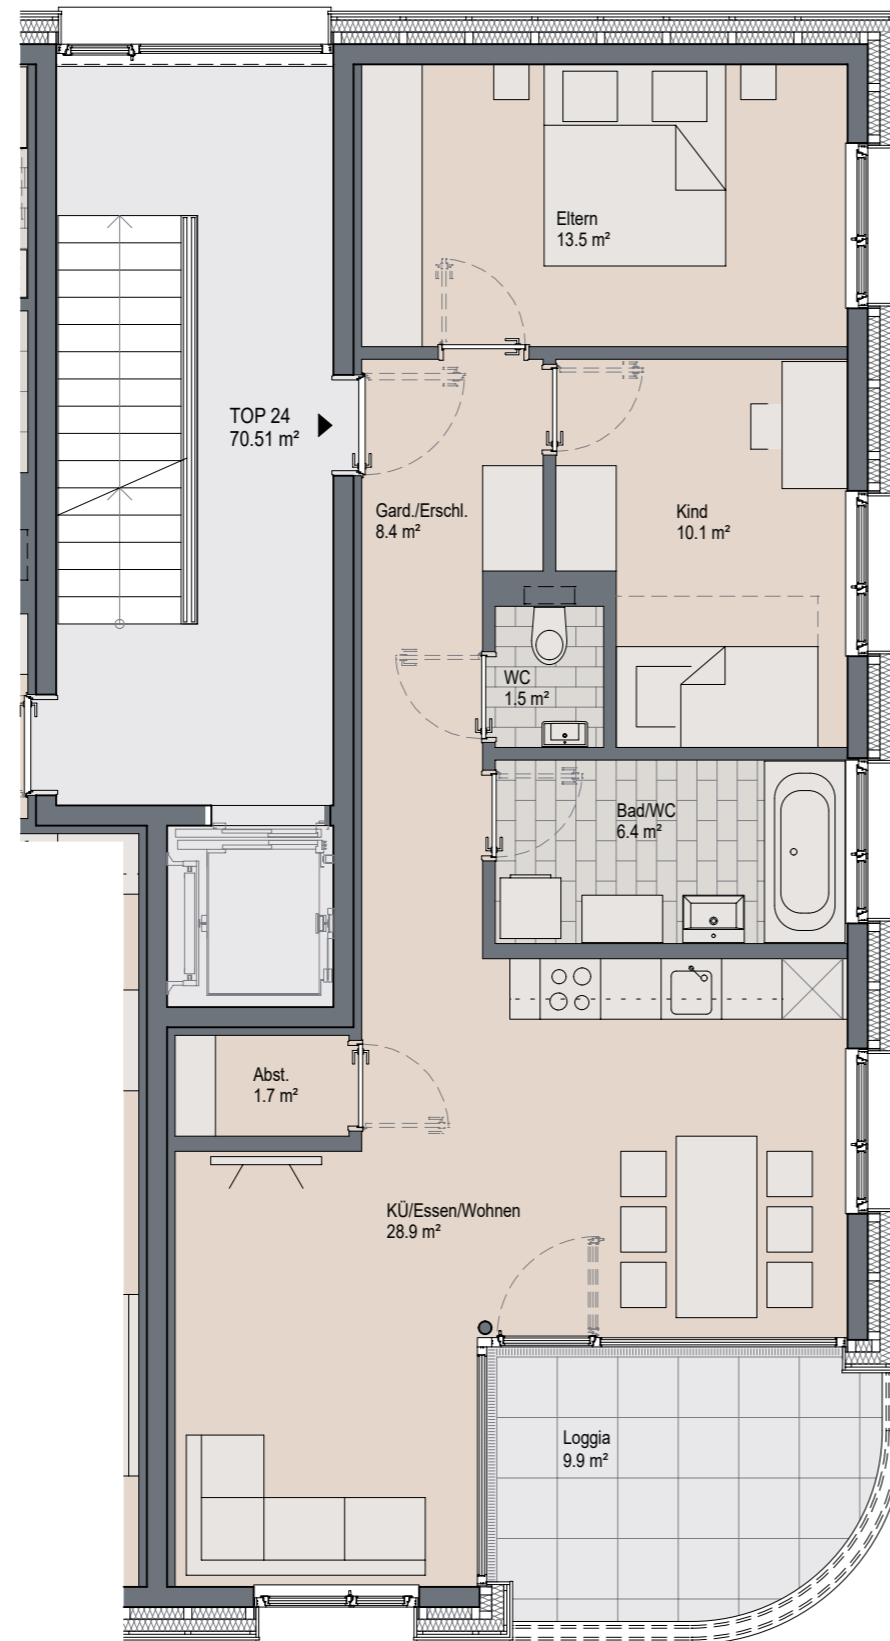 Eltern
13.5 m²
TOP 24
70.51 m²
Gard./Erschl.
8.4 m²
Kind
10.1 m²
WC
1.5 m²
Bad/WC
6.4 m²
Abst.
1.7 m²
KÜ/Essen/Wohnen
28.9 m²
Loggia
9.9 m²